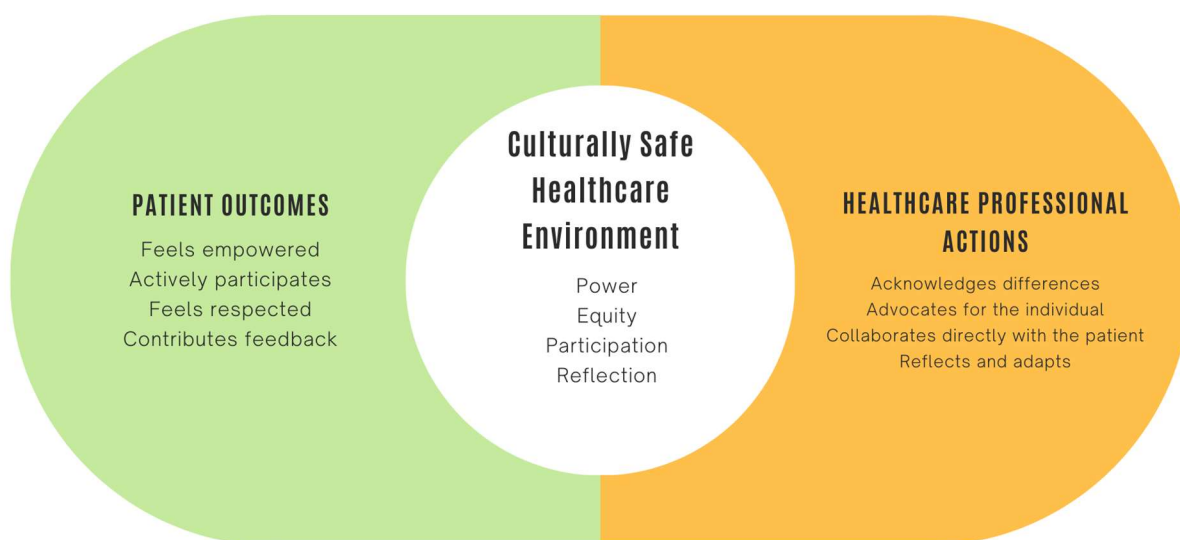 PATIENT OUTCOMES
Feels empowered
Actively participates
Feels respected
Contributes feedback
Culturally Safe
Healthcare
Environment
Power
Equity
Participation
Reflection
HEALTHCARE PROFESSIONAL
ACTIONS
Acknowledges differences
Advocates for the individual
Collaborates directly with the patient
Reflects and adapts